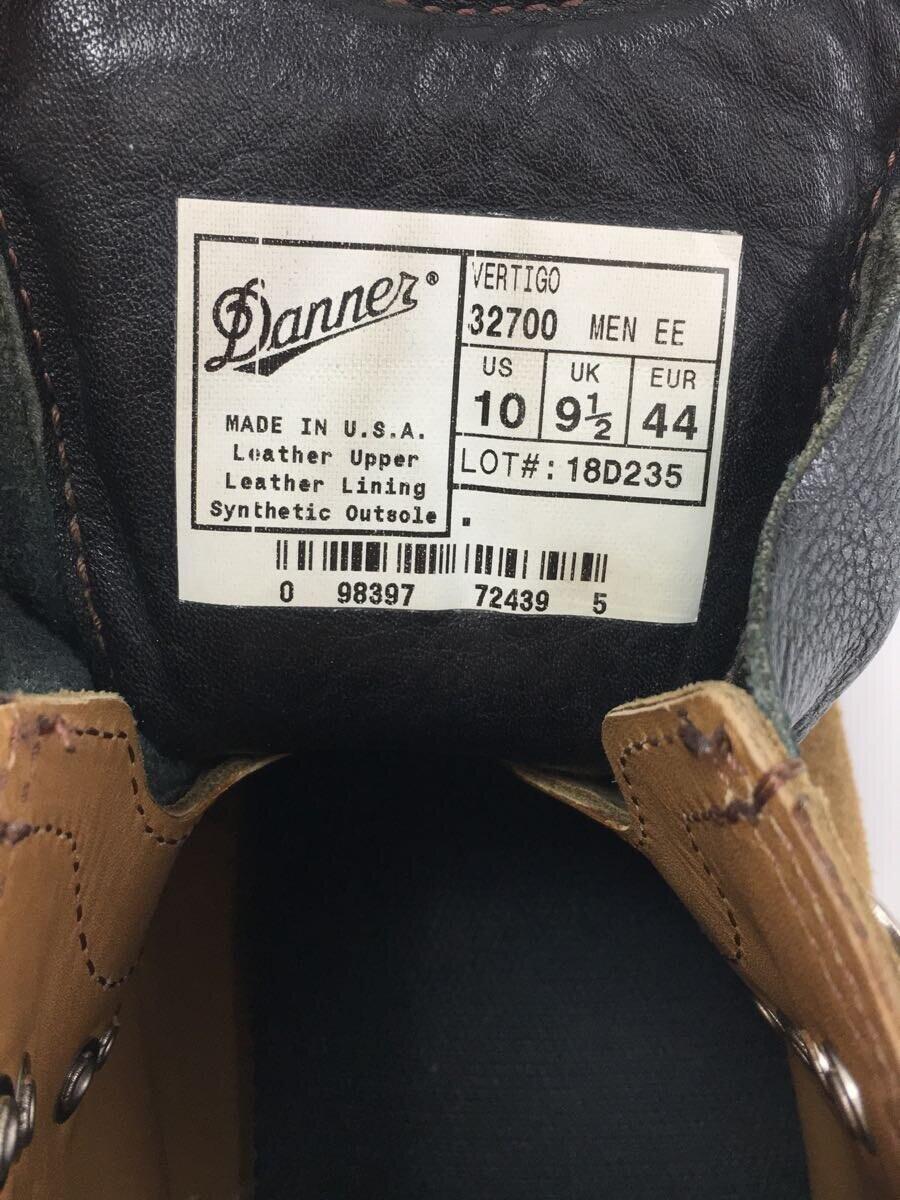 Danner®
MADE IN U.S.A.
Leather Upper
Leather Lining
Synthetic Outsole
VERTIGO
32700 MEN EE
US UK EUR
10 9½ 44
LOT#: 18D235
0 98397 72439 5